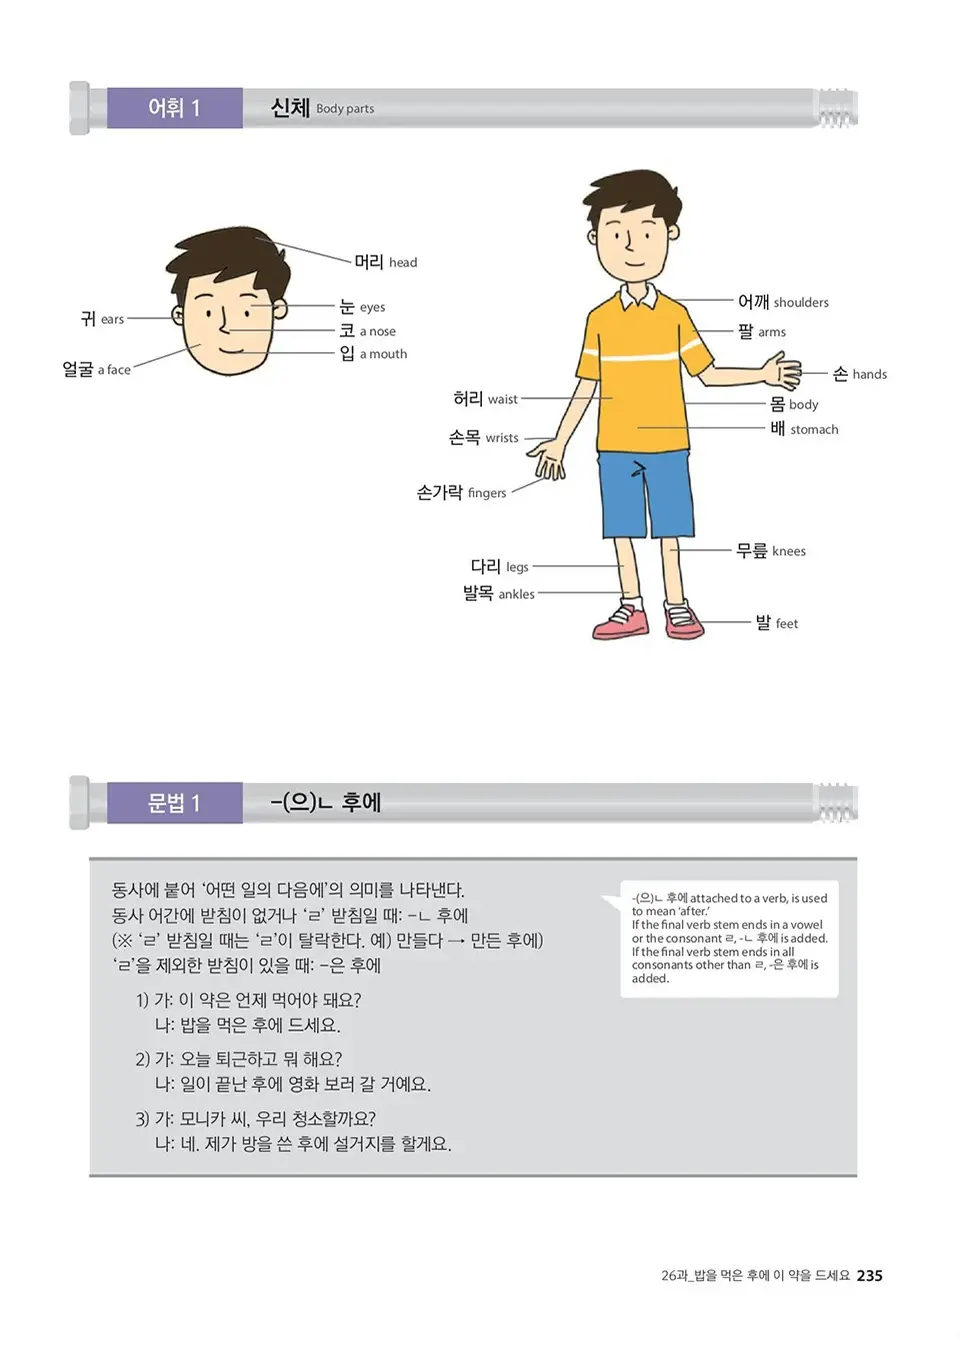 어휘 1 신체 Body parts
머리 head
눈 eyes
귀 ears
코 a nose
입 a mouth
얼굴 a face
어깨 shoulders
팔 arms
손 hands
허리 waist
몸 body
배 stomach
손목 wrists
손가락 fingers
무릎 knees
다리 legs
발목 ankles
발 feet
문법 1 -(으)ㄴ 후에
동사에 붙어 ‘어떤 일의 다음에’의 의미를 나타낸다.
동사 어간에 받침이 없거나 ‘ㄹ’ 받침일 때: -ㄴ 후에
(※ ‘ㄹ’ 받침일 때는 ‘ㄹ’이 탈락한다. 예) 만들다 → 만든 후에)
‘ㄹ’을 제외한 받침이 있을 때: -은 후에
-(으)ㄴ 후에 attached to a verb, is used
to mean ‘after.’
If the final verb stem ends in a vowel
or the consonant ㄹ, -ㄴ 후에 is added.
If the final verb stem ends in all
consonants other than ㄹ, -은 후에 is
added.
1) 가: 이 약은 언제 먹어야 돼요?
나: 밥을 먹은 후에 드세요.
2) 가: 오늘 퇴근하고 뭐 해요?
나: 일이 끝난 후에 영화 보러 갈 거예요.
3) 가: 모니카 씨, 우리 청소할까요?
나: 네. 제가 방을 쓴 후에 설거지를 할게요.
26과_밥을 먹은 후에 이 약을 드세요 235